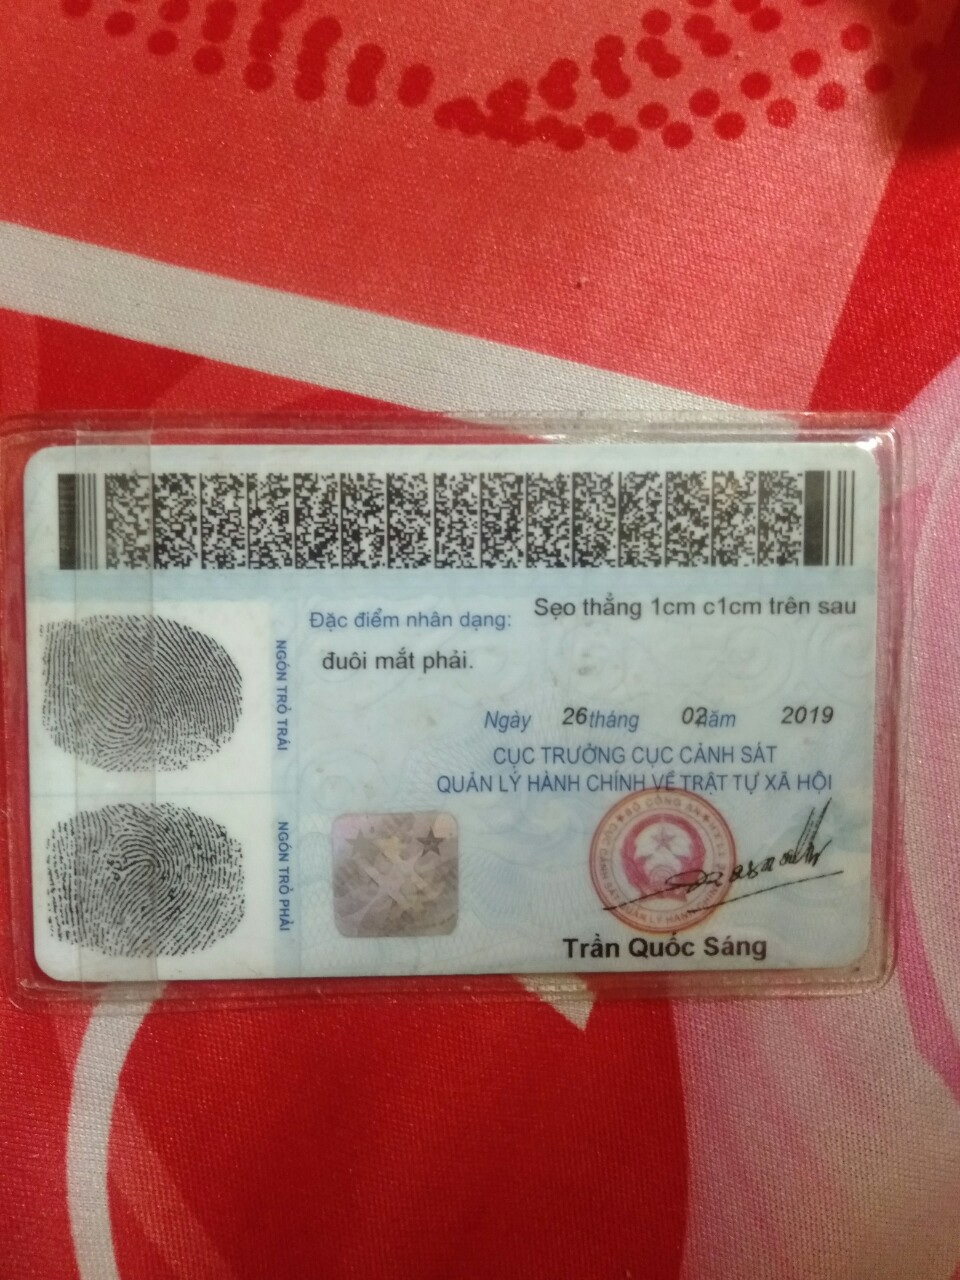 Đặc điểm nhân dạng: Sẹo thẳng 1cm c1cm trên sau
đuôi mắt phải.
Ngày 26 tháng 02 năm 2019
CỤC TRƯỞNG CỤC CẢNH SÁT
QUẢN LÝ HÀNH CHÍNH VỀ TRẬT TỰ XÃ HỘI
Trần Quốc Sáng
NGÓN TRỎ TRÁI
NGÓN TRỎ PHẢI